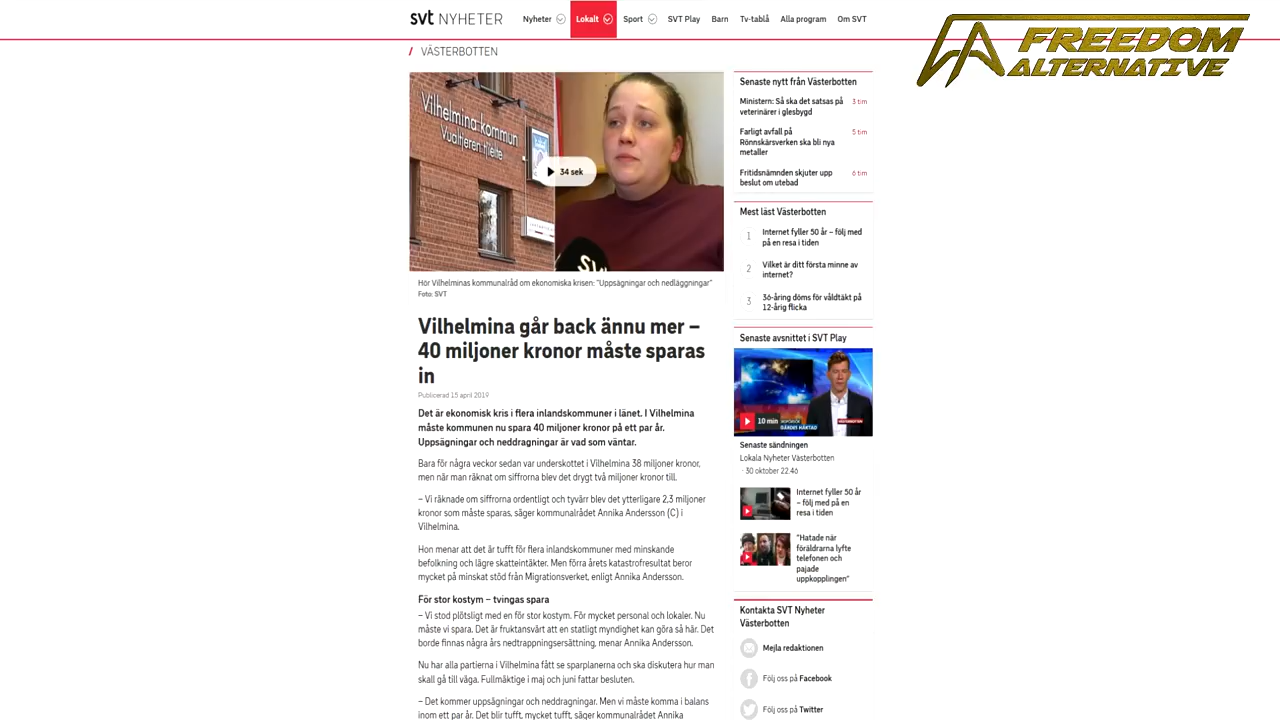 svt NYHETER
Nyheter
Lokalt
Sport
SVT Play
Barn
Tv-tablå
Alla program
Om SVT
FREEDOM
ALTERNATIVE
/ VÄSTERBOTTEN
Vilhelmina kommun
34 sek
Hör Vilhelminas kommunalråd om ekonomiska krisen: "Uppsägningar och nedläggningar"
Foto: SVT
Vilhelmina går back ännu mer –
40 miljoner kronor måste sparas
in
Publicerad 15 april 2019
Det är ekonomisk kris i flera inlandskommuner i länet. I Vilhelmina
måste kommunen nu spara 40 miljoner kronor på ett par år.
Uppsägningar och neddragningar är vad som väntar.
Bara för några veckor sedan var underskottet i Vilhelmina 38 miljoner kronor,
men när man räknat om siffrorna blev det drygt två miljoner kronor till.
– Vi räknade om siffrorna ordentligt och tyvärr blev det ytterligare 2,3 miljoner
kronor som måste sparas, säger kommunalrådet Annika Andersson (C) i
Vilhelmina.
Hon menar att det är tufft för flera inlandskommuner med minskande
befolkning och lägre skatteintäkter. Men förra årets katastrofresultat beror
mycket på minskat stöd från Migrationsverket, enligt Annika Andersson.
För stor kostym – tvingas spara
– Vi stod plötsligt med en för stor kostym. För mycket personal och lokaler. Nu
måste vi spara. Det är fruktansvärt att en statligt myndighet kan göra så här. Det
borde finnas några års nedtrappningsersättning, menar Annika Andersson.
Nu har alla partierna i Vilhelmina fått se sparplanerna och ska diskutera hur man
skall gå till väga. Fullmäktige i maj och juni fattar besluten.
– Det kommer uppsägningar och neddragningar. Men vi måste komma i balans
inom ett par år. Det blir tufft, mycket tufft, säger kommunalrådet Annika
Senaste nytt från Västerbotten
Ministern: Så ska det satsas på 3 tim
veterinärer i glesbygd
Farligt avfall på 5 tim
Rönnskärsverken ska bli nya
metaller
Fritidsnämnden skjuter upp 6 tim
beslut om utebad
Mest läst Västerbotten
1 Internet fyller 50 år – följ med
på en resa i tiden
2 Vilket är ditt första minne av
internet?
3 36-åring döms för våldtäkt på
12-årig flicka
Senaste avsnittet i SVT Play
10 min
Senaste sändningen
Lokala Nyheter Västerbotten
- 30 oktober 22.46
Internet fyller 50 år
– följ med på en
resa i tiden
"Hatade när
föräldrarna lyfte
telefonen och
pajade
uppkopplingen"
Kontakta SVT Nyheter
Västerbotten
Mejla redaktionen
Följ oss på Facebook
Följ oss på Twitter